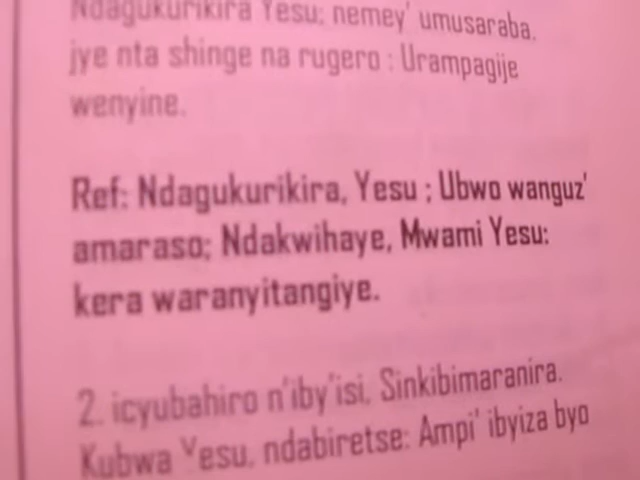 Ndagukurikira Yesu; nemey' umusaraba,
jye nta shinge na rugero : Urampagije
wenyine.
Ref: Ndagukurikira, Yesu ; Ubwo wanguz'
amaraso; Ndakwihaye, Mwami Yesu:
kera waranyitangiye.
2. icyubahiro n'iby'isi, Sinkibimaranira.
Kubwa Yesu, ndabiretse: Ampi' ibyiza byo